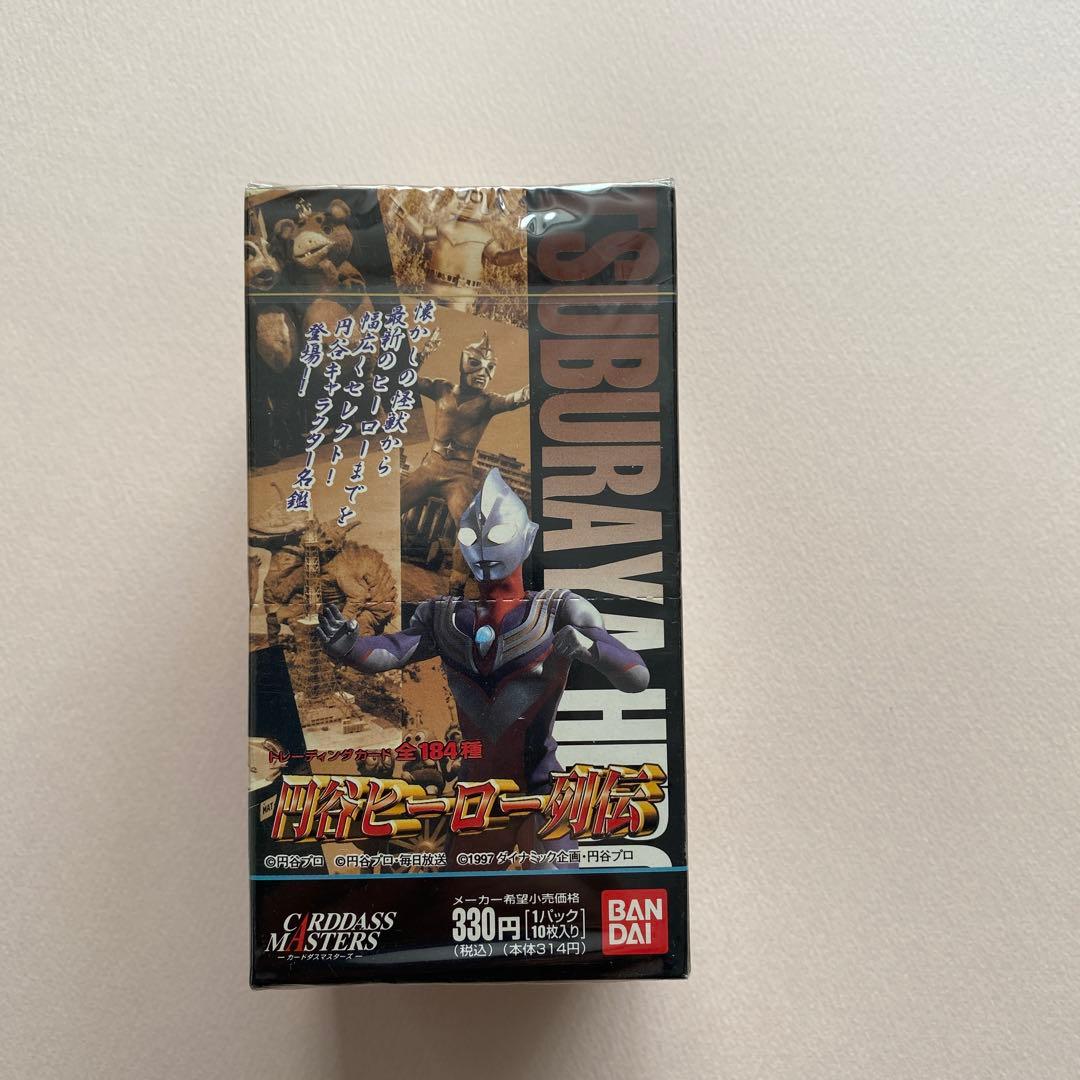 TSUBURAYA HERO
懐かしの怪獣から
最新のヒーローまでを
幅広くセレクト!
円谷キャラクター名鑑
登場!
トレーディングカード 全184種
円谷ヒーロー列伝
©円谷プロ ©円谷プロ・毎日放送 ©1997 ダイナミック企画・円谷プロ
CARDDASS
MASTERS
ーカードダスマスターズー
メーカー希望小売価格
330円[1パック
10枚入り]
(税込)(本体314円)
BAN
DAI